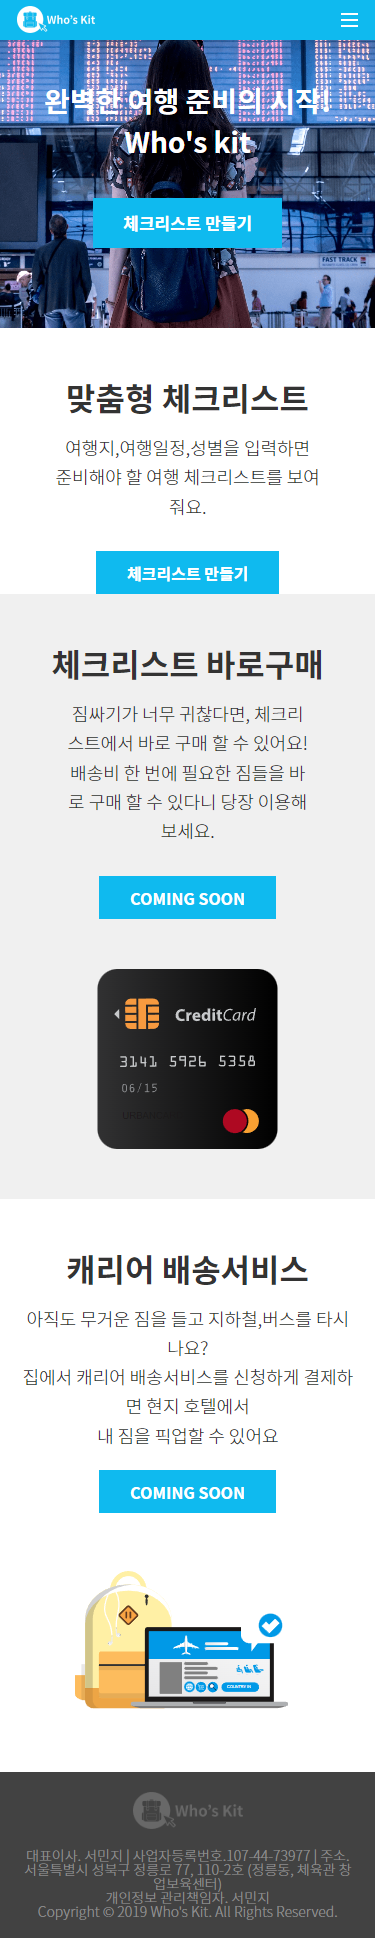 Who's Kit
완벽한 여행 준비의 시작!
Who's kit
체크리스트 만들기
FAST TRACK
맞춤형 체크리스트
여행지,여행일정,성별을 입력하면
준비해야 할 여행 체크리스트를 보여
줘요.
체크리스트 만들기
체크리스트 바로구매
짐싸기가 너무 귀찮다면, 체크리
스트에서 바로 구매 할 수 있어요!
배송비 한 번에 필요한 짐들을 바
로 구매 할 수 있다니 당장 이용해
보세요.
COMING SOON
CreditCard
3141 5926 5358
06/15
캐리어 배송서비스
아직도 무거운 짐을 들고 지하철,버스를 타시
나요?
집에서 캐리어 배송서비스를 신청하게 결제하
면 현지 호텔에서
내 짐을 픽업할 수 있어요
COMING SOON
COUNTRY IN
Who's Kit
대표이사. 서민지 | 사업자등록번호.107-44-73977 | 주소.
서울특별시 성북구 정릉로 77, 110-2호 (정릉동, 체육관 창
업보육센터)
개인정보 관리책임자. 서민지
Copyright © 2019 Who's Kit. All Rights Reserved.